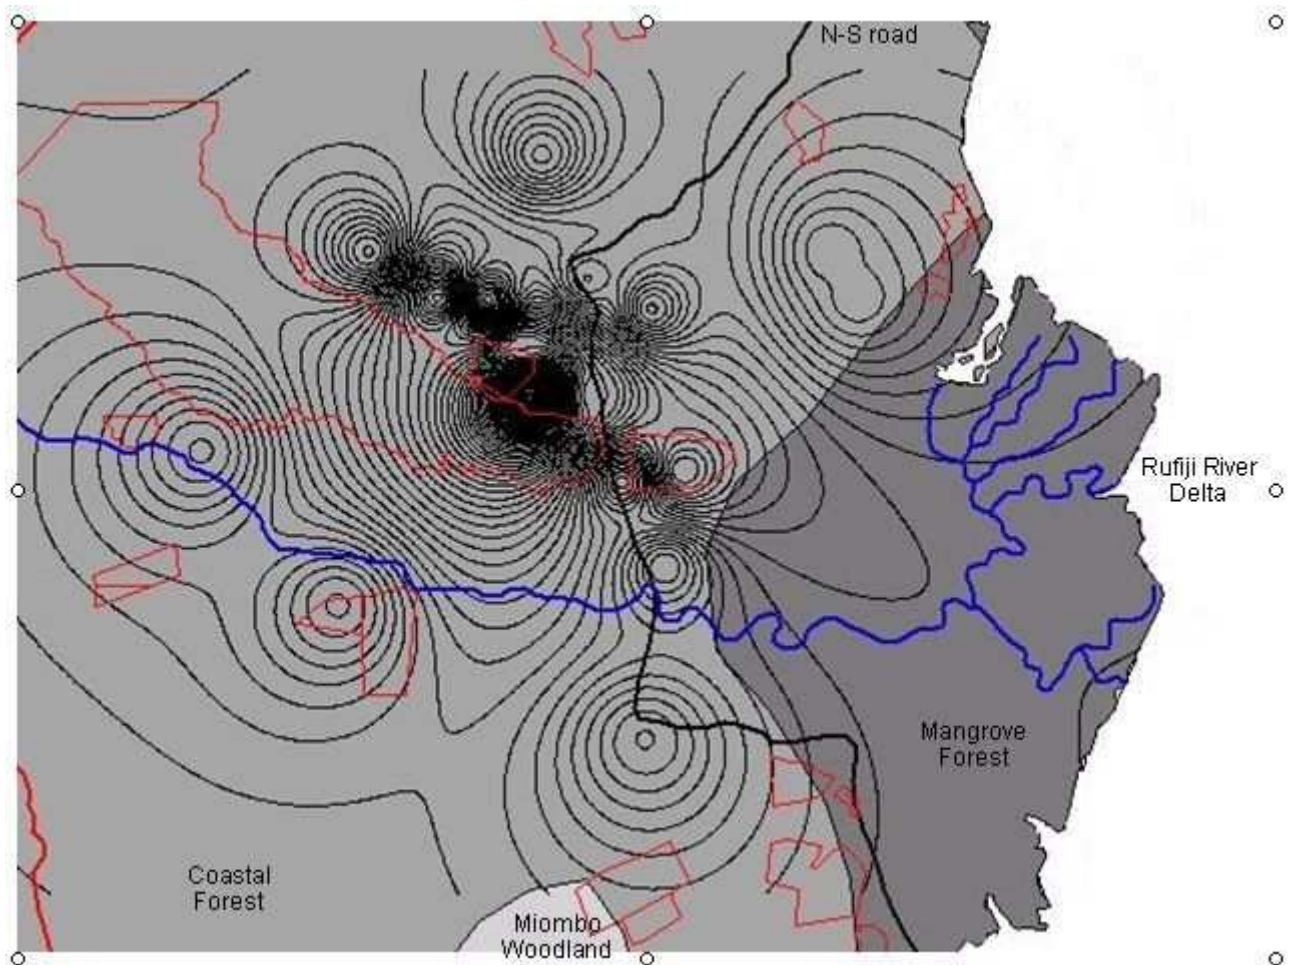 N-S road
Rufiji River
Delta
Mangrove
Forest
Coastal
Forest
Miombo
Woodland